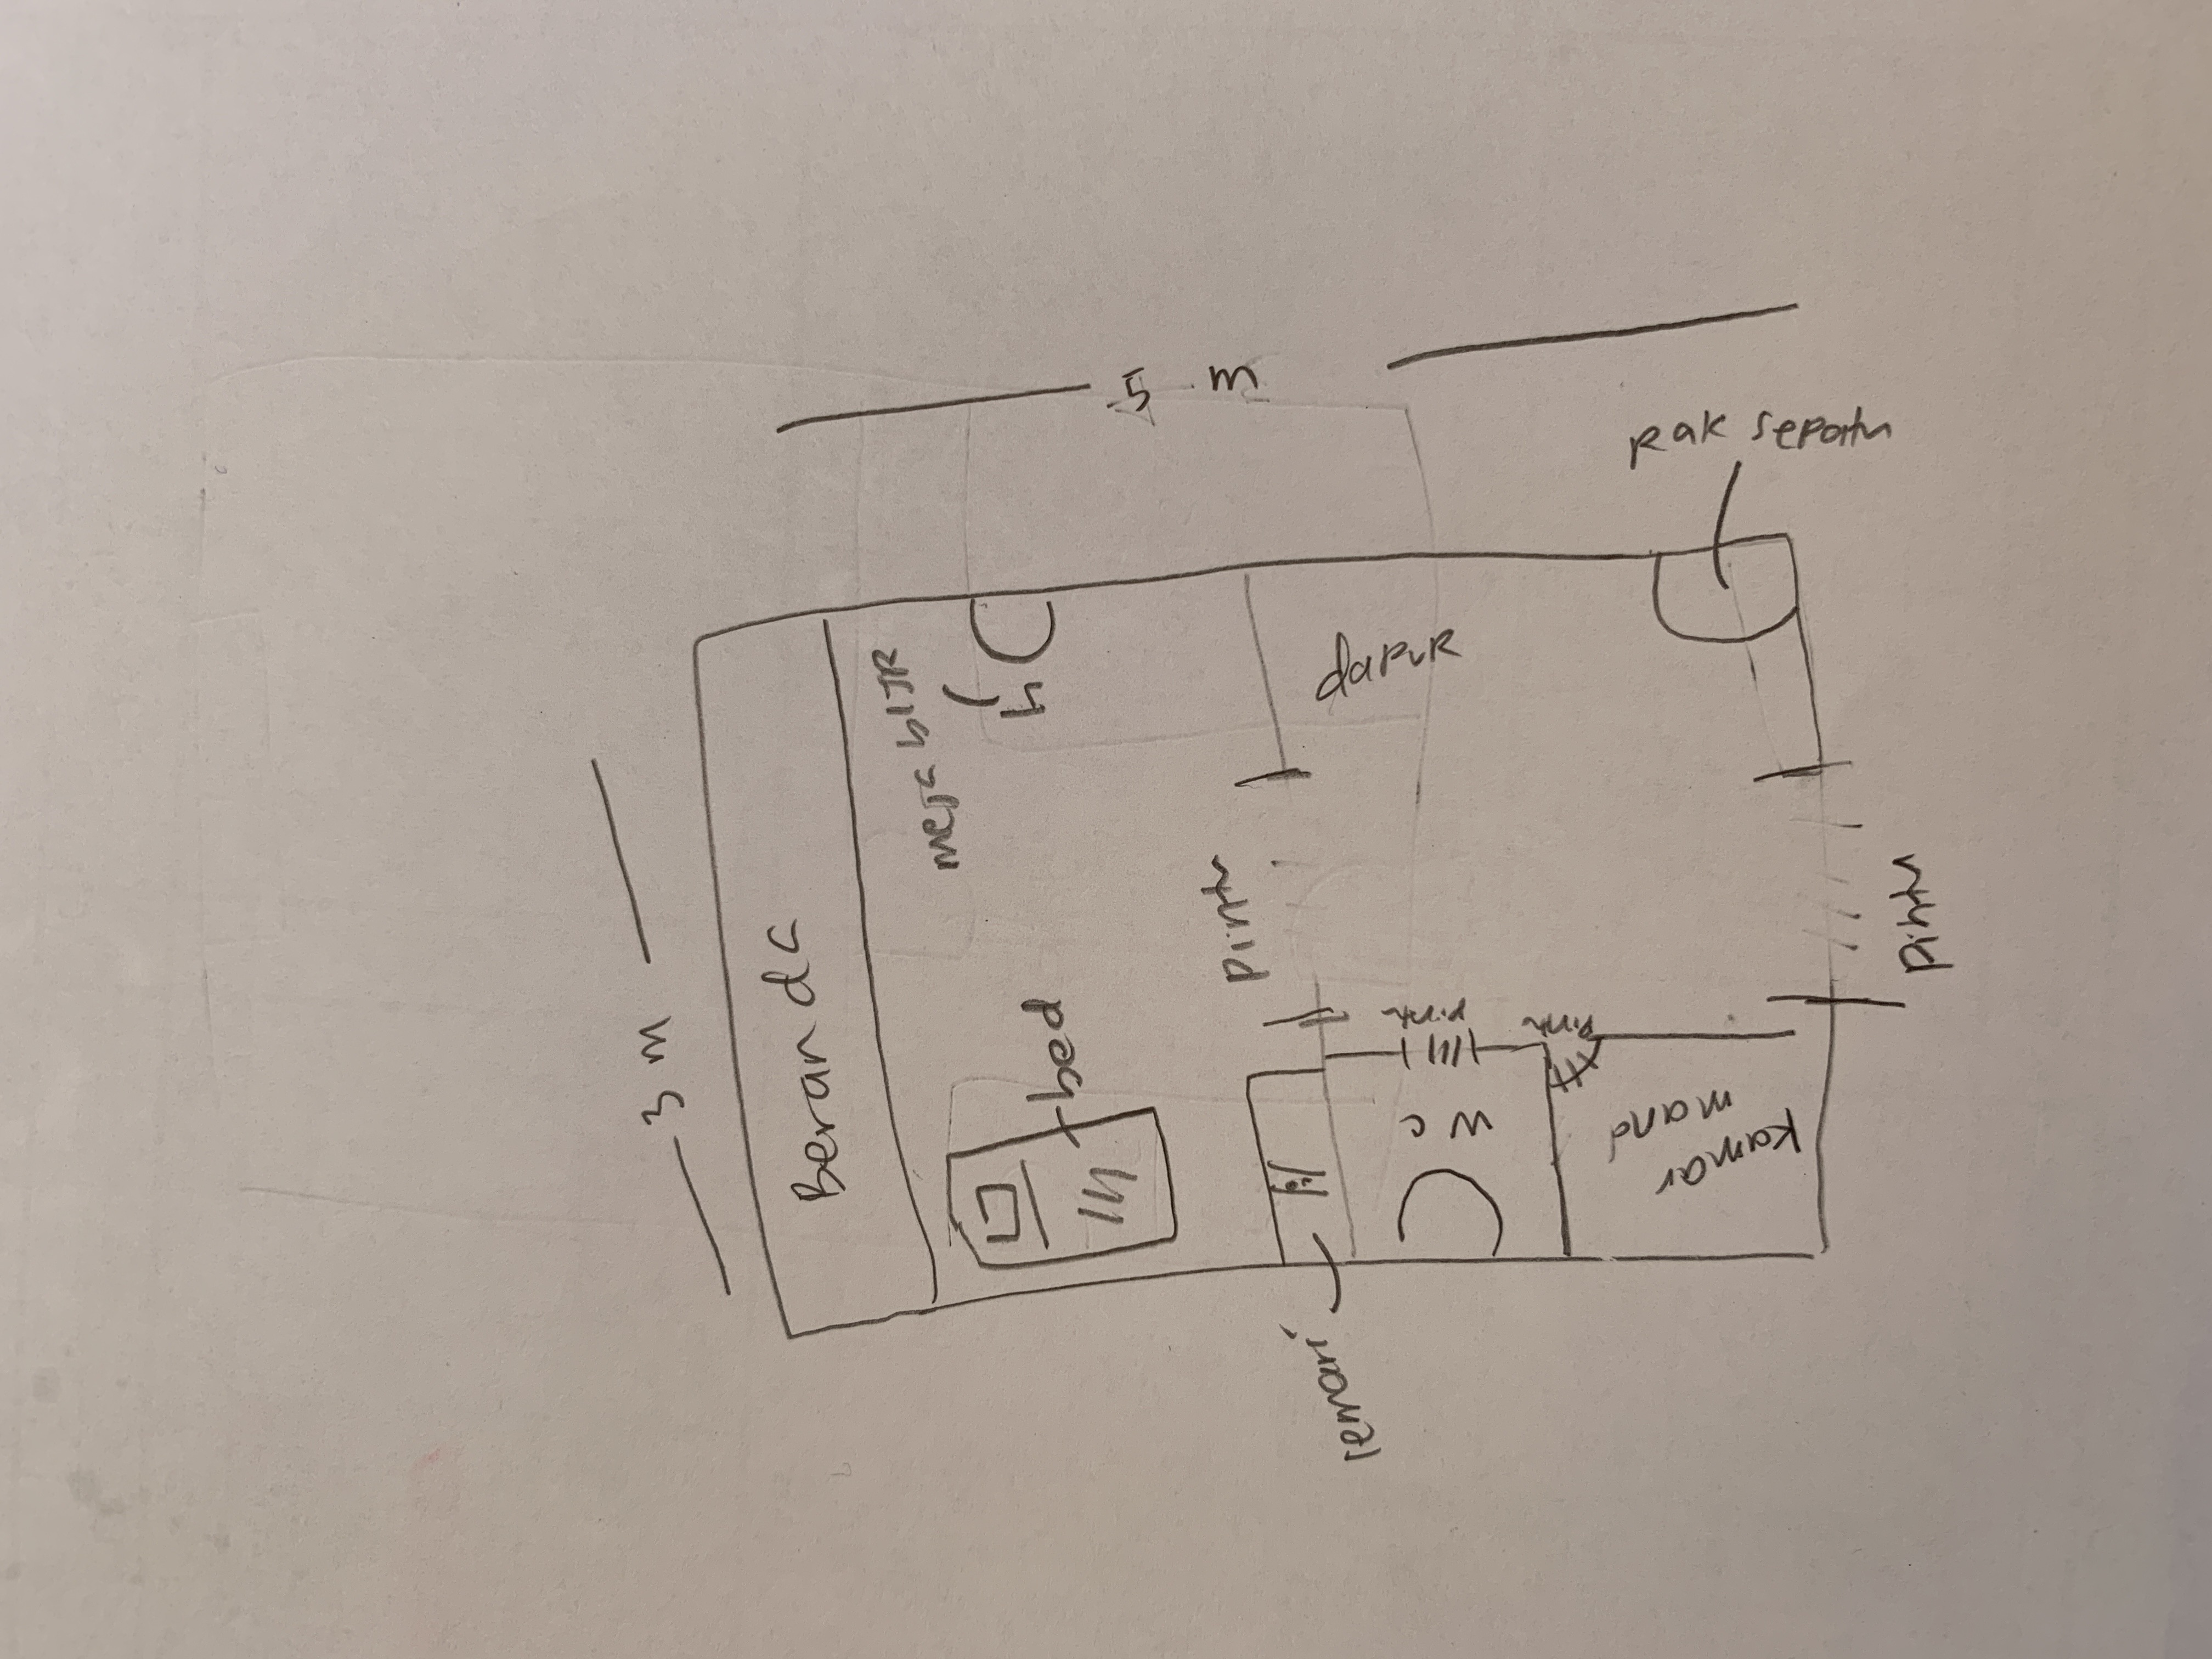 3 m
Beranda
meja blJR
bed
5 m
Pintu
lemari
dapuR
WC
pintu
pintu
Kamar
mand
Rak sepatu
Pintu